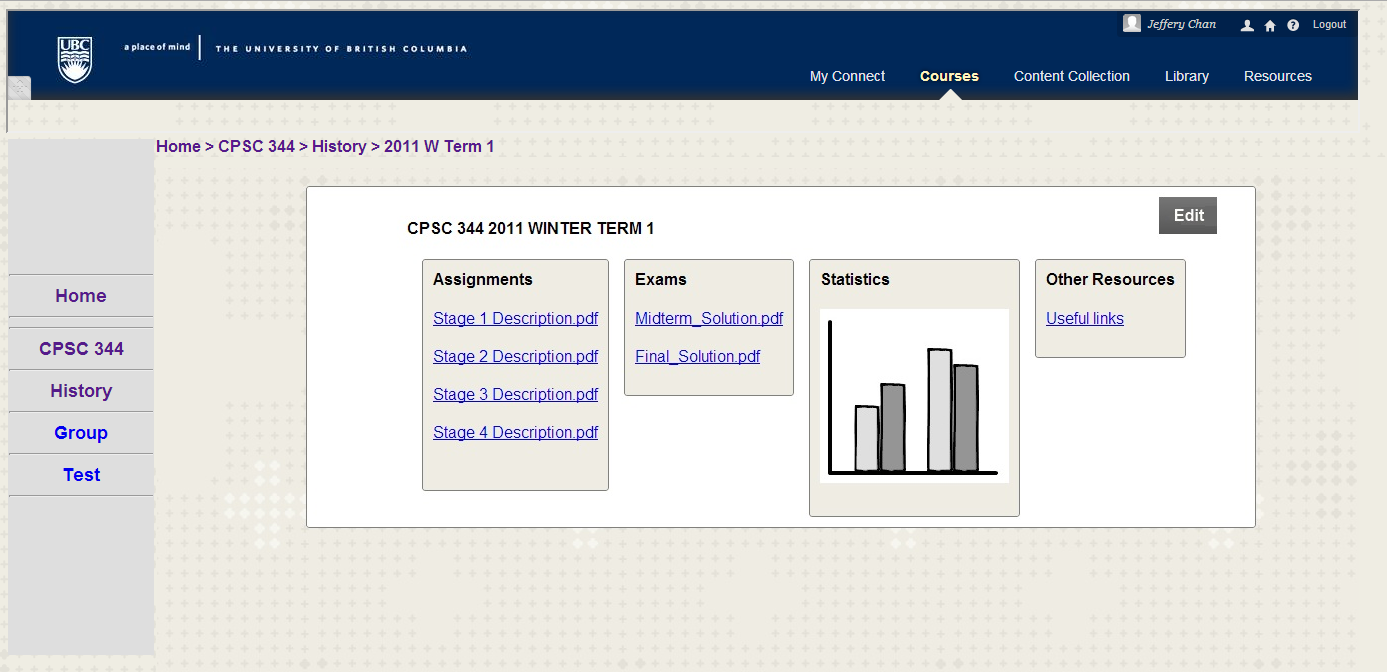 Jeffery Chan
Logout
UBC
a place of mind
THE UNIVERSITY OF BRITISH COLUMBIA
My Connect
Courses
Content Collection
Library
Resources
Home > CPSC 344 > History > 2011 W Term 1
Home
CPSC 344
History
Group
Test
CPSC 344 2011 WINTER TERM 1
Edit
Assignments
Stage 1 Description.pdf
Stage 2 Description.pdf
Stage 3 Description.pdf
Stage 4 Description.pdf
Exams
Midterm_Solution.pdf
Final_Solution.pdf
Statistics
Other Resources
Useful links